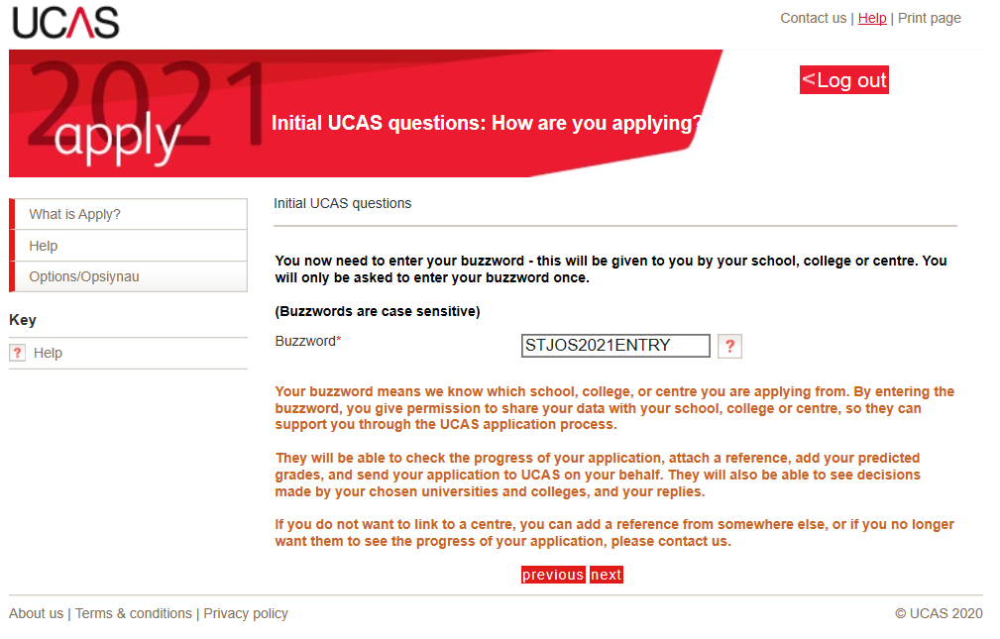 UCAS
Contact us | Help | Print page
2021
apply
Initial UCAS questions: How are you applying?
<Log out
What is Apply?
Help
Options/Opsiynau
Key
? Help
Initial UCAS questions
You now need to enter your buzzword - this will be given to you by your school, college or centre. You
will only be asked to enter your buzzword once.
(Buzzwords are case sensitive)
Buzzword* STJOS2021ENTRY ?
Your buzzword means we know which school, college, or centre you are applying from. By entering the
buzzword, you give permission to share your data with your school, college or centre, so they can
support you through the UCAS application process.
They will be able to check the progress of your application, attach a reference, add your predicted
grades, and send your application to UCAS on your behalf. They will also be able to see decisions
made by your chosen universities and colleges, and your replies.
If you do not want to link to a centre, you can add a reference from somewhere else, or if you no longer
want them to see the progress of your application, please contact us.
previous next
About us | Terms & conditions | Privacy policy
© UCAS 2020